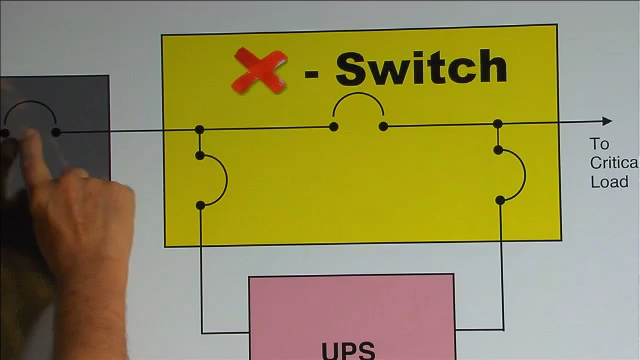 X - Switch
To
Critica
Load
UPS